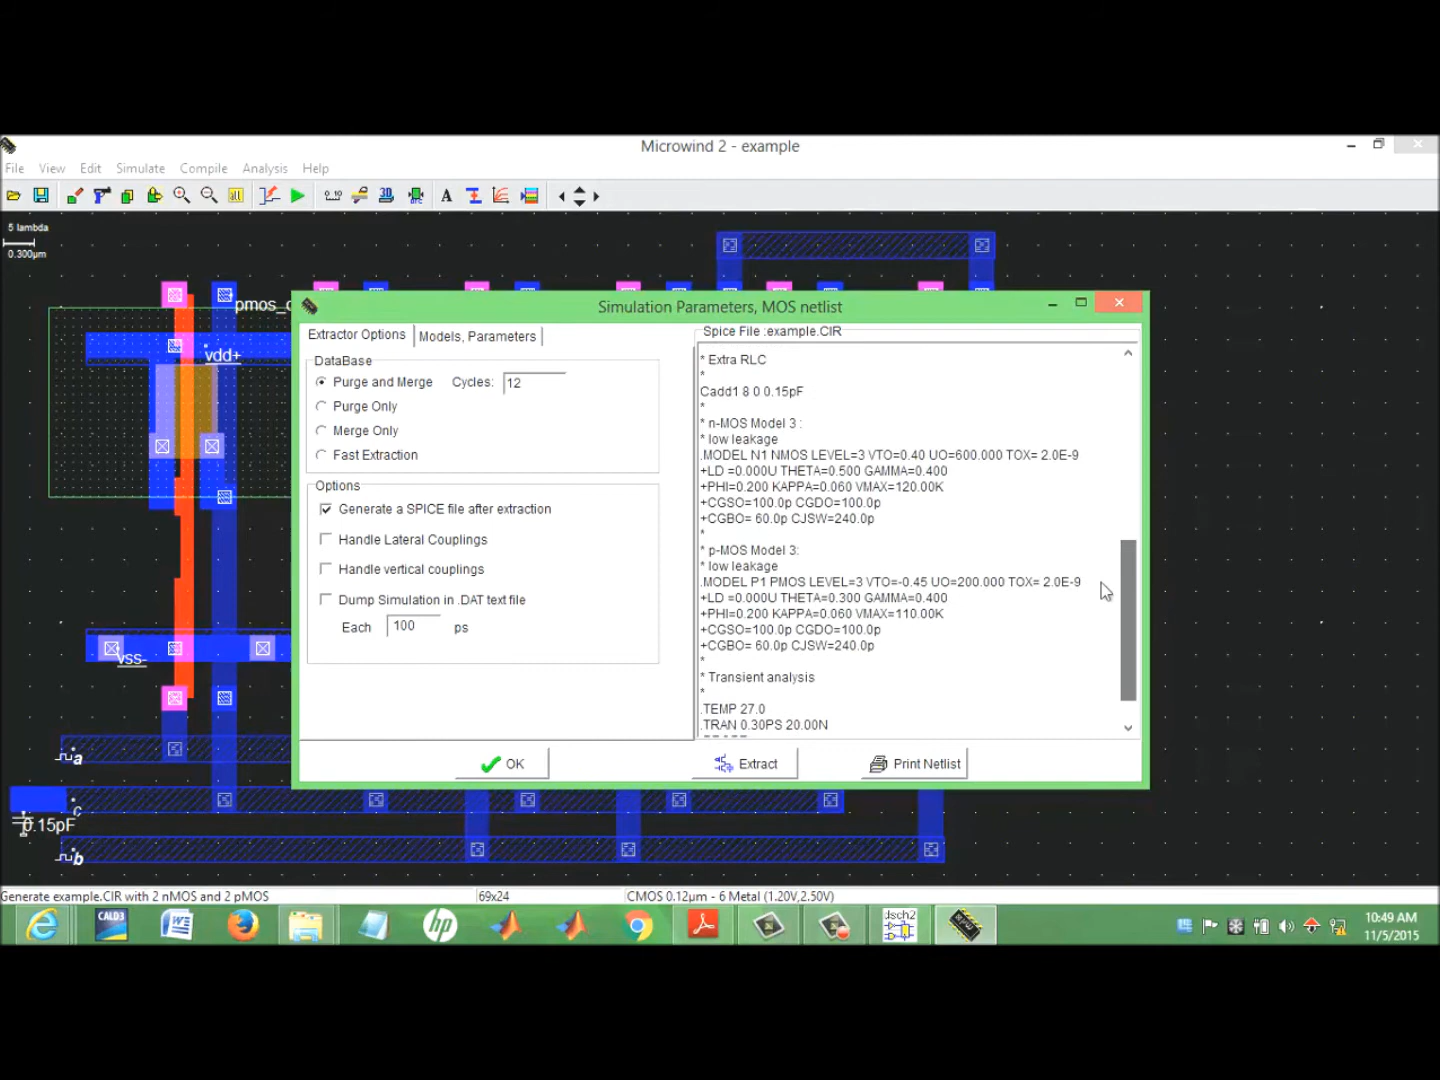 Microwind 2 - example
File View Edit Simulate Compile Analysis Help
5 lambda
0.300µm
vdd+
vss-
a
c
0.15pF
b
Simulation Parameters, MOS netlist
Extractor Options
Models, Parameters
DataBase
Purge and Merge Cycles: 12
Purge Only
Merge Only
Fast Extraction
Options
Generate a SPICE file after extraction
Handle Lateral Couplings
Handle vertical couplings
Dump Simulation in .DAT text file
Each 100 ps
Spice File :example.CIR
* Extra RLC
*
Cadd1 8 0 0.15pF
*
* n-MOS Model 3 :
* low leakage
.MODEL N1 NMOS LEVEL=3 VTO=0.40 UO=600.000 TOX= 2.0E-9
+LD =0.000U THETA=0.500 GAMMA=0.400
+PHI=0.200 KAPPA=0.060 VMAX=120.00K
+CGSO=100.0p CGDO=100.0p
+CGBO= 60.0p CJSW=240.0p
*
* p-MOS Model 3:
* low leakage
.MODEL P1 PMOS LEVEL=3 VTO=-0.45 UO=200.000 TOX= 2.0E-9
+LD =0.000U THETA=0.300 GAMMA=0.400
+PHI=0.200 KAPPA=0.060 VMAX=110.00K
+CGSO=100.0p CGDO=100.0p
+CGBO= 60.0p CJSW=240.0p
*
* Transient analysis
*
.TEMP 27.0
.TRAN 0.30PS 20.00N
OK
Extract
Print Netlist
Generate example.CIR with 2 nMOS and 2 pMOS
69x24
CMOS 0.12µm - 6 Metal (1.20V,2.50V)
CALD3
hp
dsch2
10:49 AM
11/5/2015